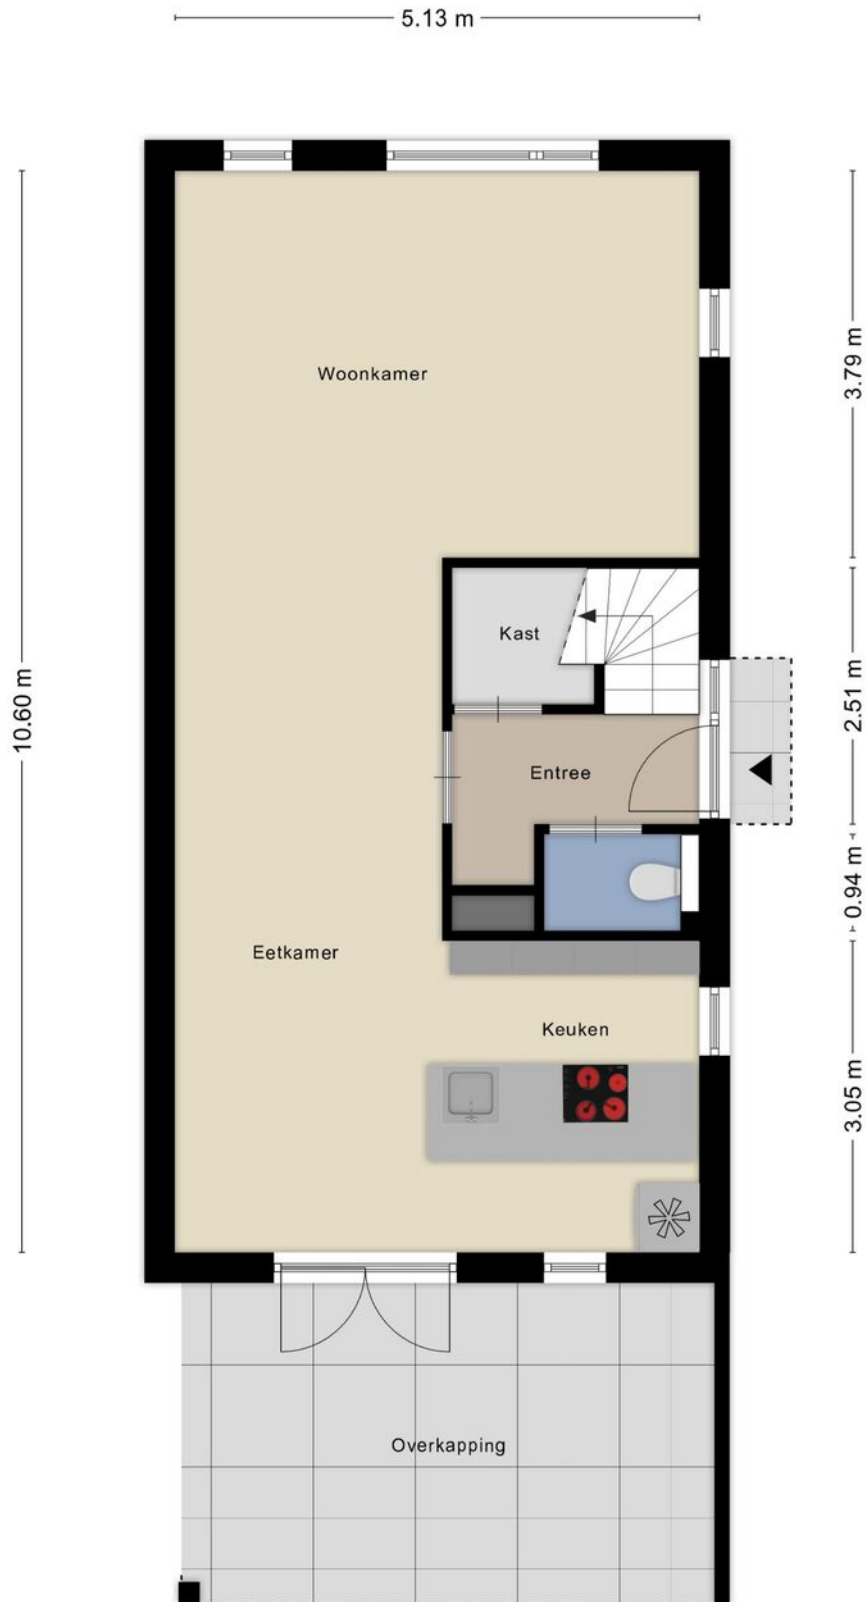 5.13 m
Woonkamer
3.79 m
Kast
10.60 m
2.51 m
Entree
0.94 m
Eetkamer
Keuken
3.05 m
Overkapping